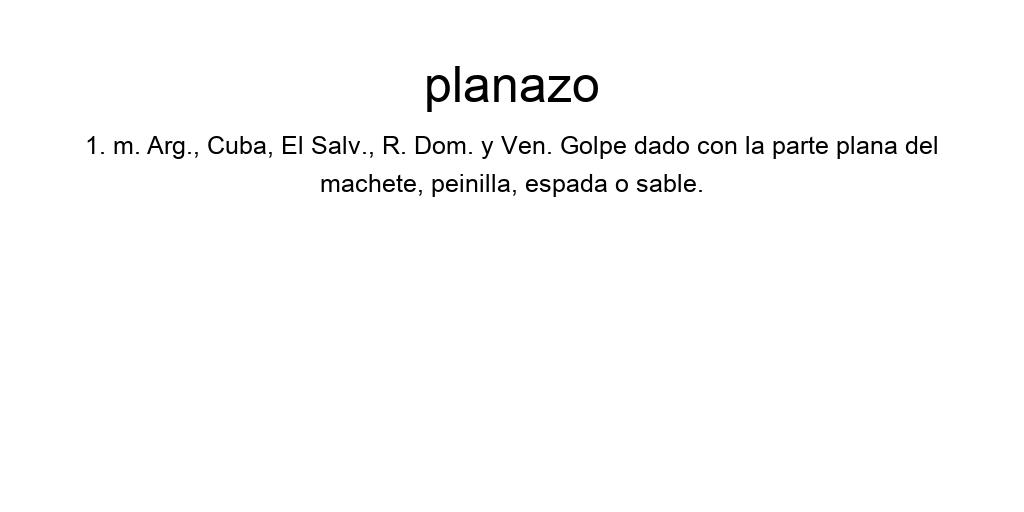 planazo
1. m. Arg., Cuba, El Salv., R. Dom. y Ven. Golpe dado con la parte plana del
machete, peinilla, espada o sable.